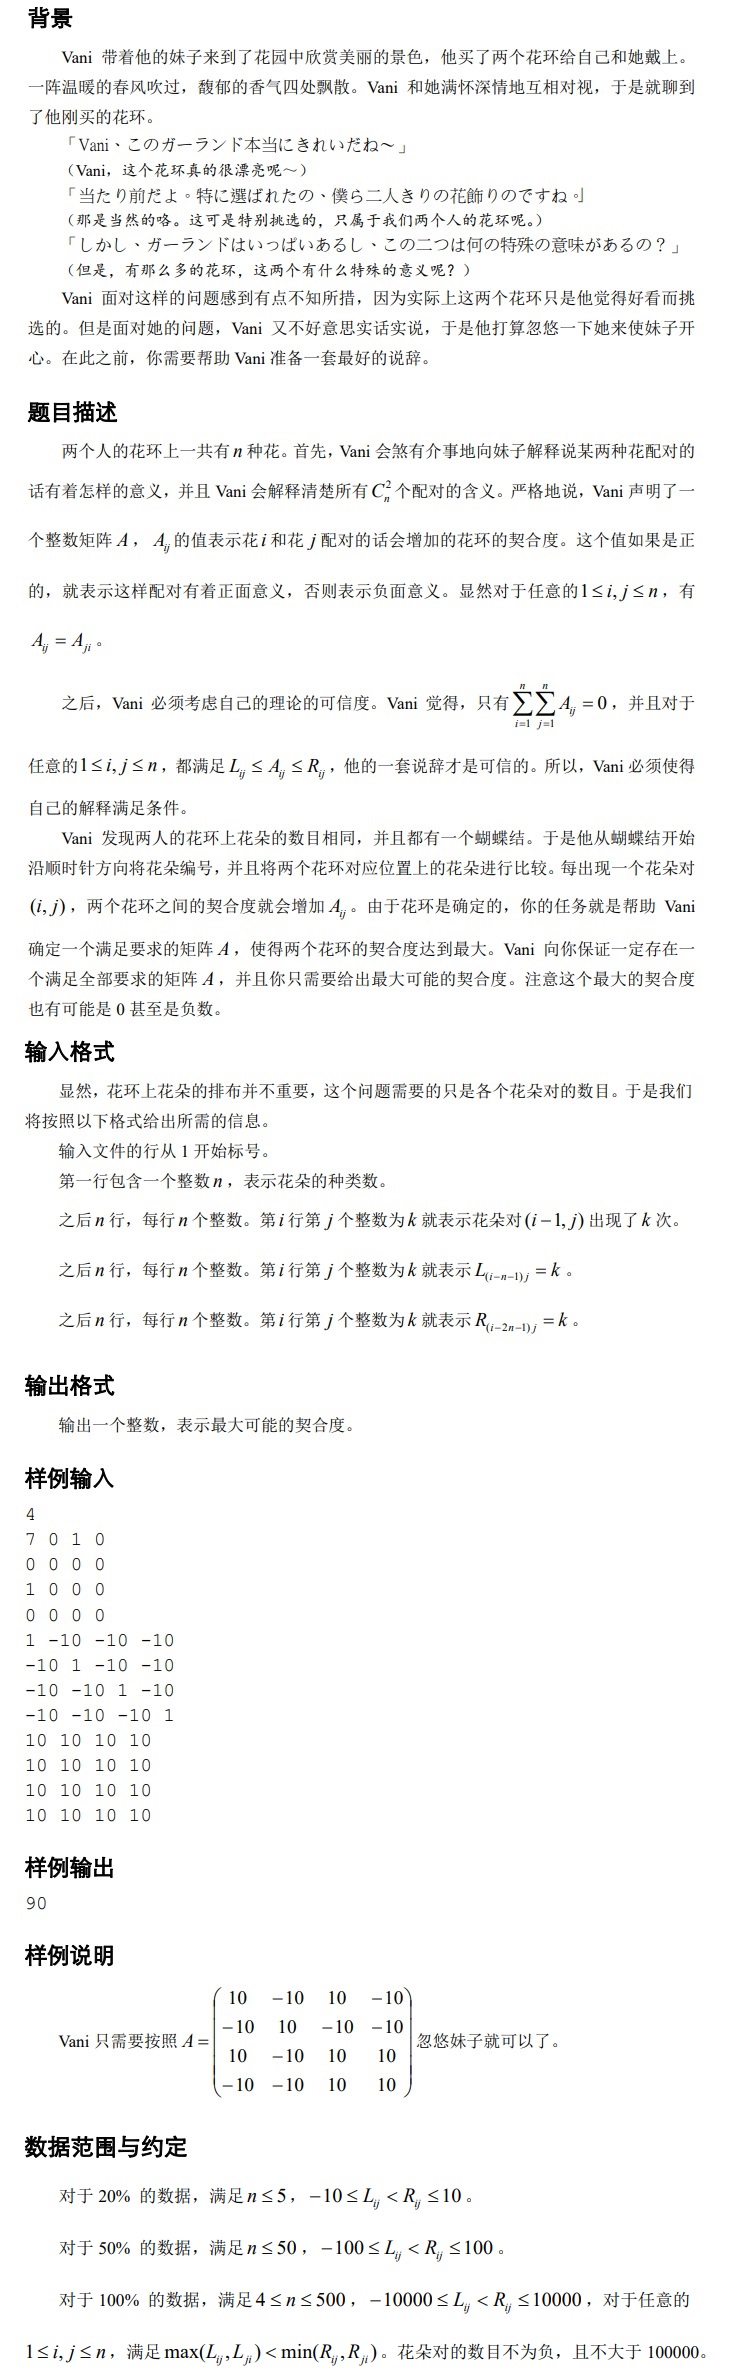 背景
Vani 带着他的妹子来到了花园中欣赏美丽的景色，他买了两个花环给自己和她戴上。
一阵温暖的春风吹过，馥郁的香气四处飘散。Vani 和她满怀深情地互相对视，于是就聊到
了他刚买的花环。
「Vani、このガーランド本当にきれいだね～」
（Vani，这个花环真的很漂亮呢～）
「当たり前だよ。特に選ばれたの、僕ら二人きりの花飾りのですね。」
（那是当然的咯。这可是特别挑选的，只属于我们两个人的花环呢。）
「しかし、ガーランドはいっぱいあるし、この二つは何の特殊の意味があるの？」
（但是，有那么多的花环，这两个有什么特殊的意义呢？）
Vani 面对这样的问题感到有点不知所措，因为实际上这两个花环只是他觉得好看而挑
选的。但是面对她的问题，Vani 又不好意思实话实说，于是他打算忽悠一下她来使妹子开
心。在此之前，你需要帮助 Vani 准备一套最好的说辞。
题目描述
两个人的花环上一共有 n 种花。首先，Vani 会煞有介事地向妹子解释说某两种花配对的
话有着怎样的意义，并且 Vani 会解释清楚所有 C_n^2 个配对的含义。严格地说，Vani 声明了一
个整数矩阵 A，A_{ij} 的值表示花 i 和花 j 配对的话会增加的花环的契合度。这个值如果是正
的，就表示这样配对有着正面意义，否则表示负面意义。显然对于任意的 1 ≤ i, j ≤ n，有
A_{ij} = A_{ji}。
之后，Vani 必须考虑自己的理论的可信度。Vani 觉得，只有 \sum_{i=1}^{n}\sum_{j=1}^{n} A_{ij} = 0，并且对于
任意的 1 ≤ i, j ≤ n，都满足 L_{ij} ≤ A_{ij} ≤ R_{ij}，他的一套说辞才是可信的。所以，Vani 必须使得
自己的解释满足条件。
Vani 发现两人的花环上花朵的数目相同，并且都有一个蝴蝶结。于是他从蝴蝶结开始
沿顺时针方向将花朵编号，并且将两个花环对应位置上的花朵进行比较。每出现一个花朵对
(i, j)，两个花环之间的契合度就会增加 A_{ij}。由于花环是确定的，你的任务就是帮助 Vani
确定一个满足要求的矩阵 A，使得两个花环的契合度达到最大。Vani 向你保证一定存在一
个满足全部要求的矩阵 A，并且你只需要给出最大可能的契合度。注意这个最大的契合度
也有可能是 0 甚至是负数。
输入格式
显然，花环上花朵的排布并不重要，这个问题需要的只是各个花朵对的数目。于是我们
将按照以下格式给出所需的信息。
输入文件的行从 1 开始标号。
第一行包含一个整数 n，表示花朵的种类数。
之后 n 行，每行 n 个整数。第 i 行第 j 个整数为 k 就表示花朵对 (i−1, j) 出现了 k 次。
之后 n 行，每行 n 个整数。第 i 行第 j 个整数为 k 就表示 L_{(i−n−1)j} = k。
之后 n 行，每行 n 个整数。第 i 行第 j 个整数为 k 就表示 R_{(i−2n−1)j} = k。
输出格式
输出一个整数，表示最大可能的契合度。
样例输入
4
7 0 1 0
0 0 0 0
1 0 0 0
0 0 0 0
1 -10 -10 -10
-10 1 -10 -10
-10 -10 1 -10
-10 -10 -10 1
10 10 10 10
10 10 10 10
10 10 10 10
10 10 10 10
样例输出
90
样例说明
10 −10 10 −10
−10 10 −10 −10
Vani 只需要按照 A = 忽悠妹子就可以了。
10 −10 10 10
−10 −10 10 10
数据范围与约定
对于 20% 的数据，满足 n ≤ 5，−10 ≤ L_{ij} < R_{ij} ≤ 10。
对于 50% 的数据，满足 n ≤ 50，−100 ≤ L_{ij} < R_{ij} ≤ 100。
对于 100% 的数据，满足 4 ≤ n ≤ 500，−10000 ≤ L_{ij} < R_{ij} ≤ 10000，对于任意的
1 ≤ i, j ≤ n，满足 max(L_{ij}, L_{ji}) < min(R_{ij}, R_{ji})。花朵对的数目不为负，且不大于 100000。